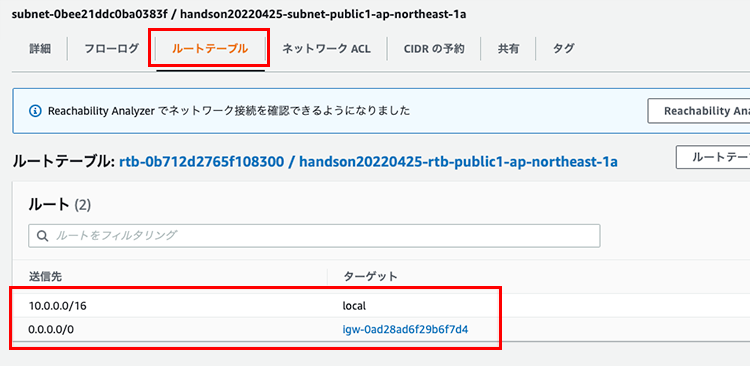 subnet-0bee21ddc0ba0383f / handson20220425-subnet-public1-ap-northeast-1a
詳細 フローログ ルートテーブル ネットワーク ACL CIDR の予約 共有 タグ
Reachability Analyzer でネットワーク接続を確認できるようになりました Reachability Ana
ルートテーブル: rtb-0b712d2765f108300 / handson20220425-rtb-public1-ap-northeast-1a ルートテー
ルート (2)
ルートをフィルタリング
送信先 ターゲット
10.0.0.0/16 local
0.0.0.0/0 igw-0ad28ad6f29b6f7d4